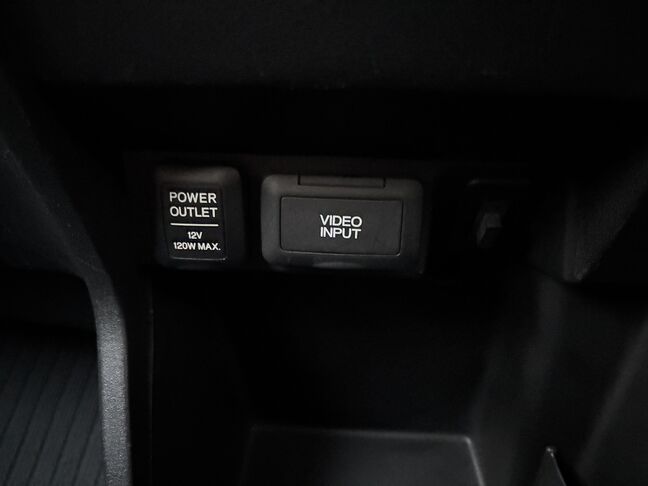 POWER
OUTLET
12V
120W MAX.
VIDEO
INPUT